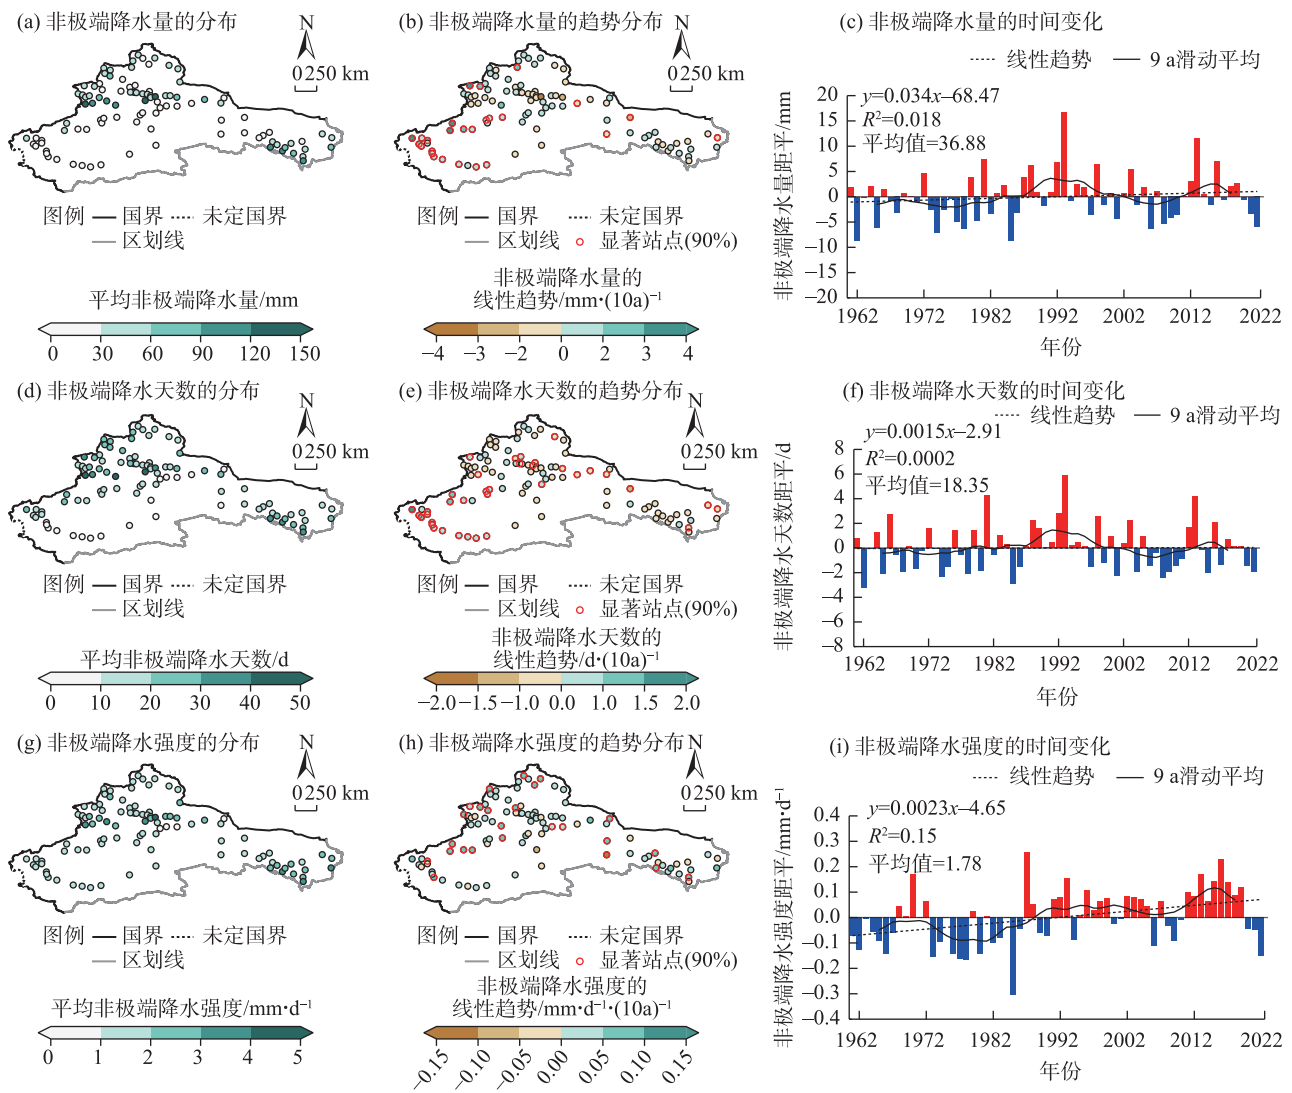 (a) 非极端降水量的分布
N
0 250 km
图例 国界 未定国界
区划线
平均非极端降水量/mm
0 30 60 90 120 150
(b) 非极端降水量的趋势分布
N
0 250 km
图例 国界 未定国界
区划线 显著站点(90%)
非极端降水量的
线性趋势/mm·(10a)⁻¹
−4 −3 −2 0 2 3 4
(c) 非极端降水量的时间变化
线性趋势 9 a滑动平均
y=0.034x−68.47
R²=0.018
平均值=36.88
非极端降水量距平/mm
20
15
10
5
0
−5
−10
−15
−20
1962 1972 1982 1992 2002 2012 2022
年份
(d) 非极端降水天数的分布
N
0 250 km
图例 国界 未定国界
区划线
平均非极端降水天数/d
0 10 20 30 40 50
(e) 非极端降水天数的趋势分布
N
0 250 km
图例 国界 未定国界
区划线 显著站点(90%)
非极端降水天数的
线性趋势/d·(10a)⁻¹
−2.0 −1.5 −1.0 0.0 1.0 1.5 2.0
(f) 非极端降水天数的时间变化
线性趋势 9 a滑动平均
y=0.0015x−2.91
R²=0.0002
平均值=18.35
非极端降水天数距平/d
8
6
4
2
0
−2
−4
−6
−8
1962 1972 1982 1992 2002 2012 2022
年份
(g) 非极端降水强度的分布
N
0 250 km
图例 国界 未定国界
区划线
平均非极端降水强度/mm·d⁻¹
0 1 2 3 4 5
(h) 非极端降水强度的趋势分布
N
0 250 km
图例 国界 未定国界
区划线 显著站点(90%)
非极端降水强度的
线性趋势/mm·d⁻¹·(10a)⁻¹
−0.15 −0.10 −0.05 0.00 0.05 0.10 0.15
(i) 非极端降水强度的时间变化
线性趋势 9 a滑动平均
y=0.0023x−4.65
R²=0.15
平均值=1.78
非极端降水强度距平/mm·d⁻¹
0.4
0.3
0.2
0.1
0.0
−0.1
−0.2
−0.3
−0.4
1962 1972 1982 1992 2002 2012 2022
年份